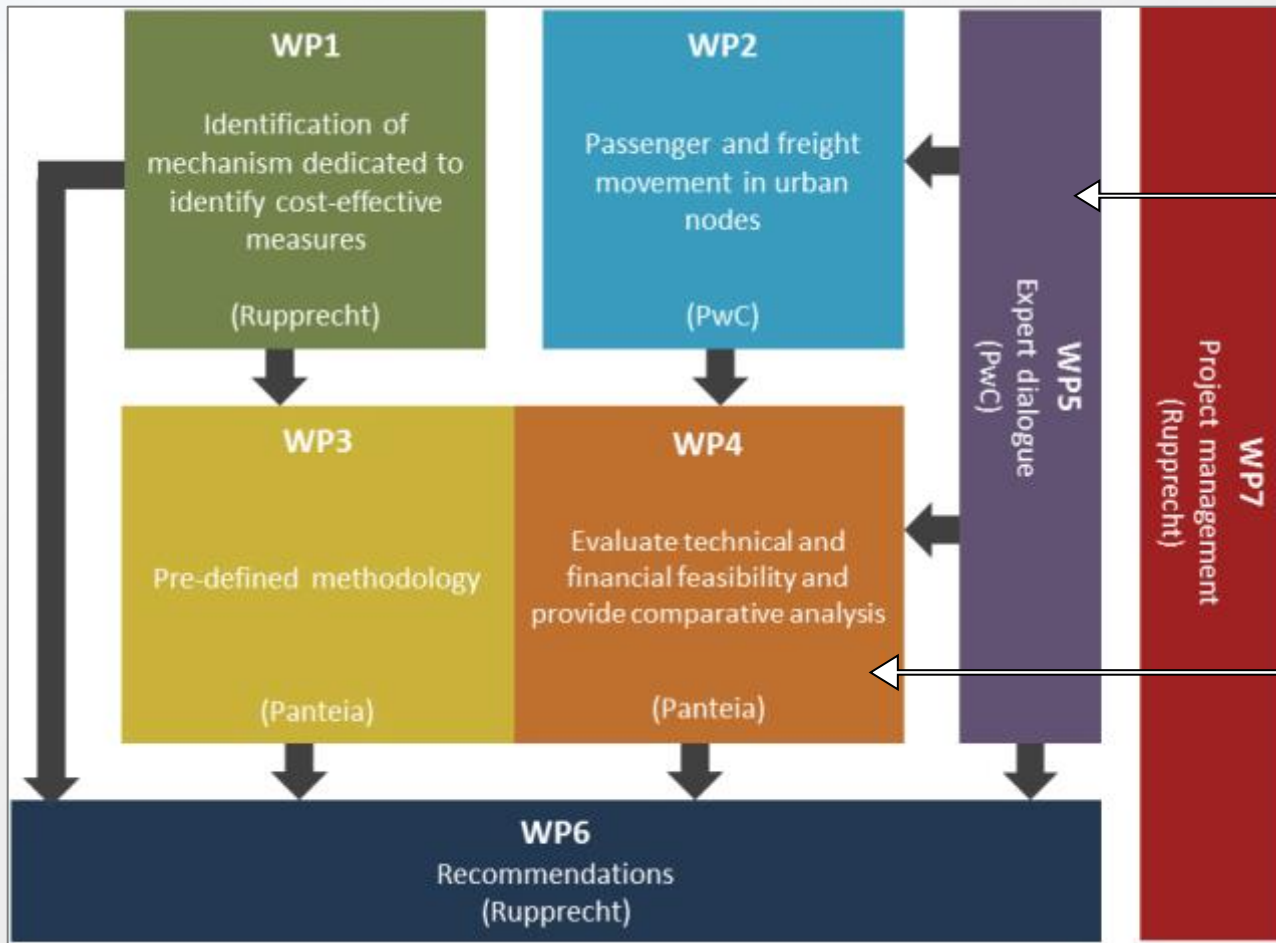 WP1
Identification of
mechanism dedicated to
identify cost-effective
measures
(Rupprecht)
WP2
Passenger and freight
movement in urban
nodes
(PwC)
WP3
Pre-defined methodology
(Panteia)
WP4
Evaluate technical and
financial feasibility and
provide comparative analysis
(Panteia)
WP5
Expert dialogue
(PwC)
WP7
Project management
(Rupprecht)
WP6
Recommendations
(Rupprecht)